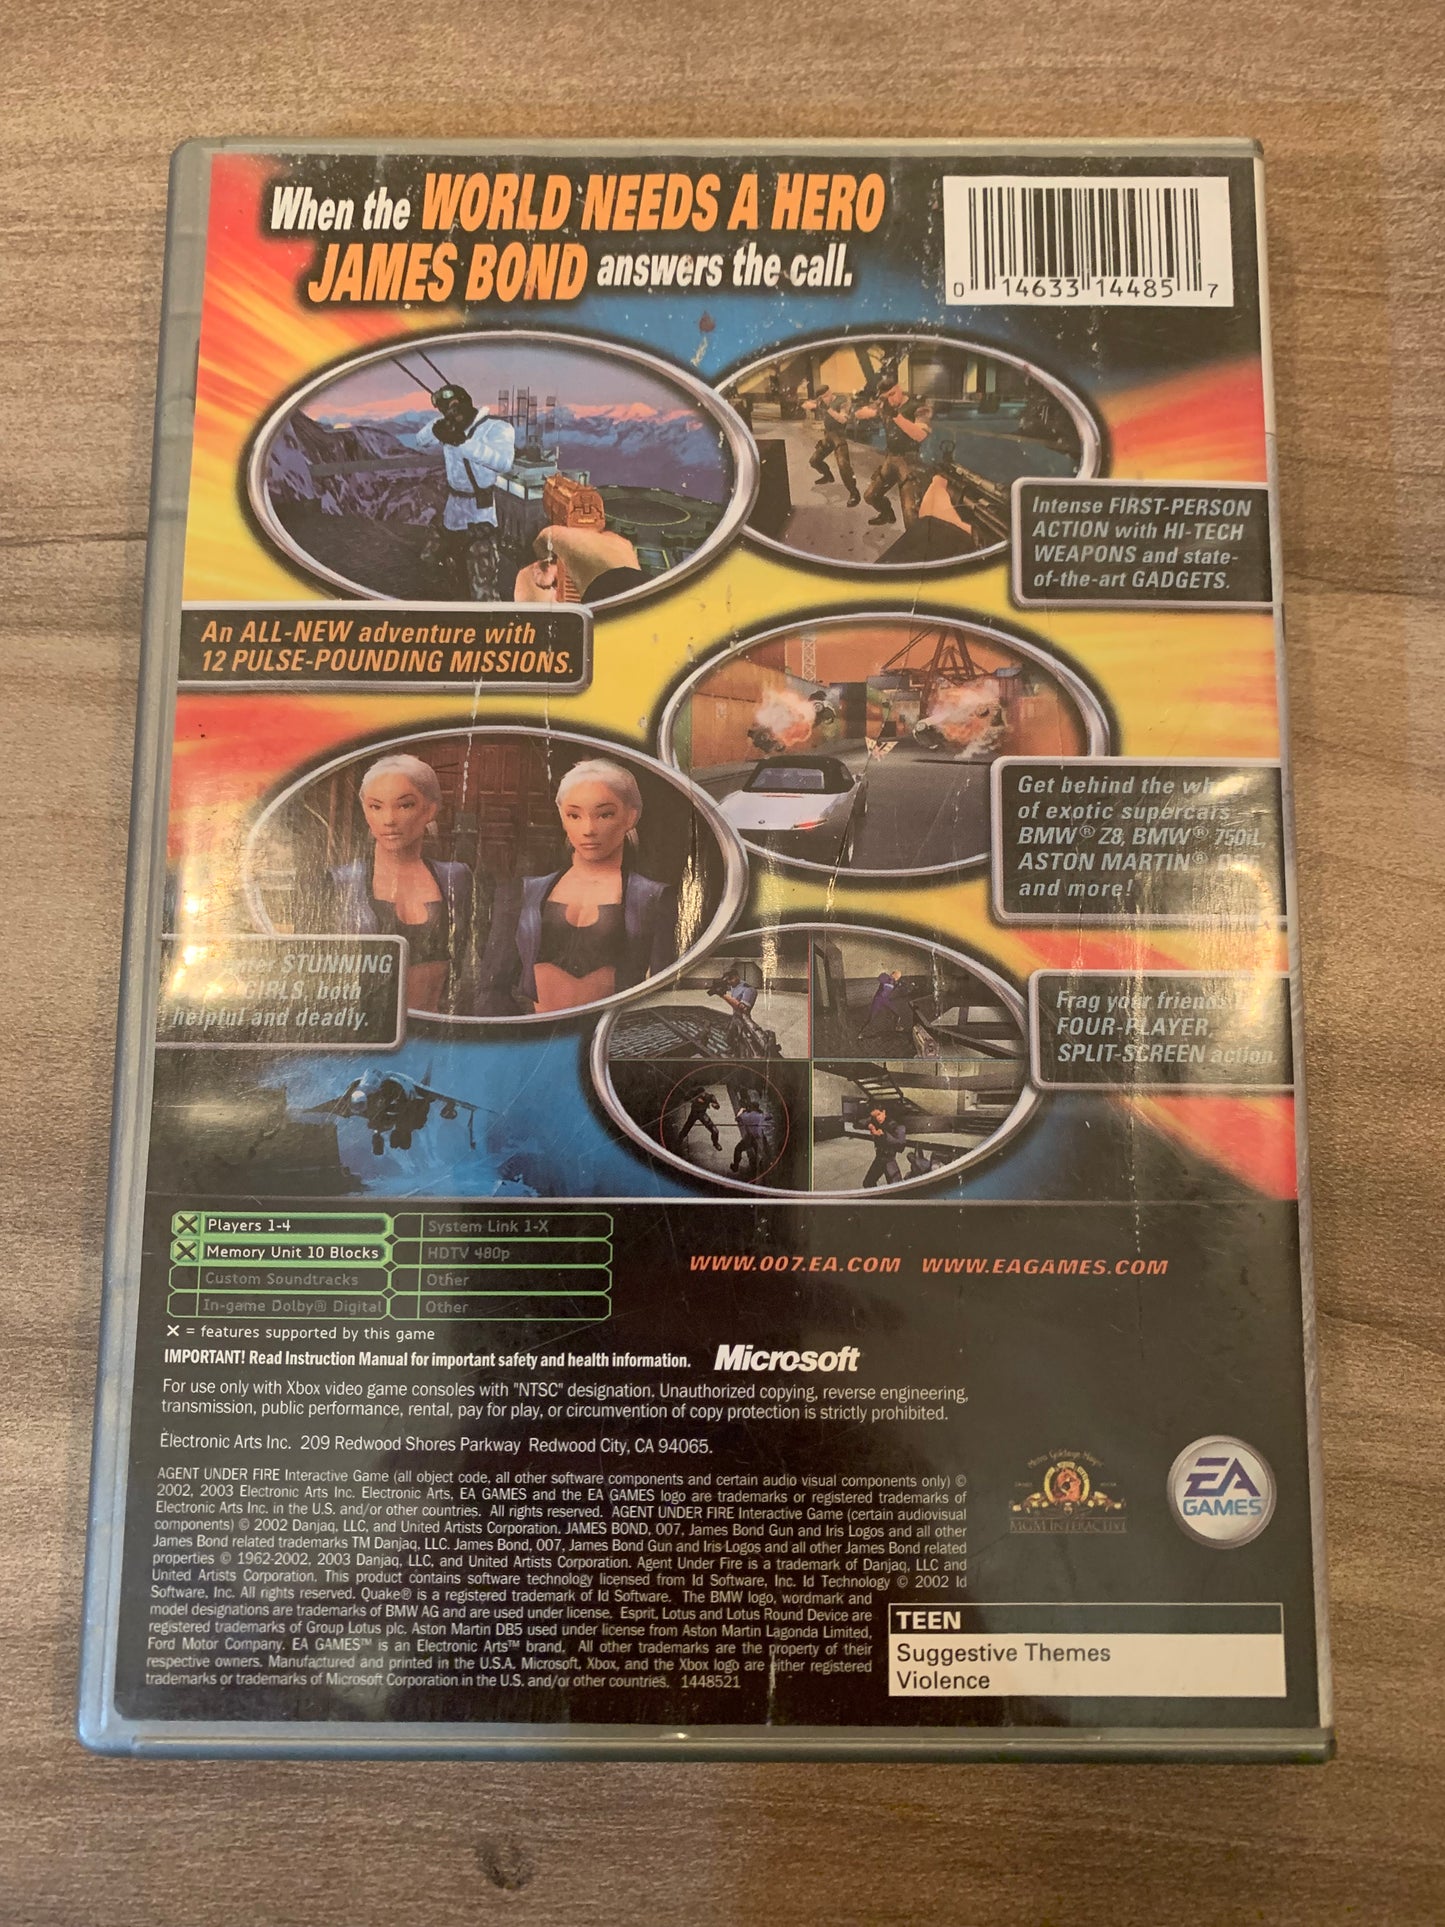 When the WORLD NEEDS A HERO
JAMES BOND answers the call.
0 14633 14485 7
Intense FIRST-PERSON
ACTION with HI-TECH
WEAPONS and state-
of-the-art GADGETS.
An ALL-NEW adventure with
12 PULSE-POUNDING MISSIONS.
Get behind the
of exotic supercars
BMW® Z8, BMW® 750iL,
ASTON MARTIN®
and more!
STUNNING
GIRLS, both
helpful and deadly.
Frag your
FOUR-PLAYER,
SPLIT-SCREEN action.
Players 1-4
System Link 1-X
Memory Unit 10 Blocks
HDTV 480p
Custom Soundtracks
Other
In-game Dolby® Digital
Other
X = features supported by this game
WWW.007.EA.COM WWW.EAGAMES.COM
IMPORTANT! Read Instruction Manual for important safety and health information. Microsoft
For use only with Xbox video game consoles with "NTSC" designation. Unauthorized copying, reverse engineering,
transmission, public performance, rental, pay for play, or circumvention of copy protection is strictly prohibited.
Electronic Arts Inc. 209 Redwood Shores Parkway Redwood City, CA 94065.
AGENT UNDER FIRE Interactive Game (all object code, all other software components and certain audio visual components only) ©
2002, 2003 Electronic Arts Inc. Electronic Arts, EA GAMES and the EA GAMES logo are trademarks or registered trademarks of
Electronic Arts Inc. in the U.S. and/or other countries. All rights reserved. AGENT UNDER FIRE Interactive Game (certain audiovisual
components) © 2002 Danjaq, LLC, and United Artists Corporation. JAMES BOND, 007, James Bond Gun and Iris Logos and all other
James Bond related trademarks TM Danjaq, LLC. James Bond, 007, James Bond Gun and Iris Logos and all other James Bond related
properties © 1962-2002, 2003 Danjaq, LLC, and United Artists Corporation. Agent Under Fire is a trademark of Danjaq, LLC and
United Artists Corporation. This product contains software technology licensed from Id Software, Inc. Id Technology © 2002 Id
Software, Inc. All rights reserved. Quake® is a registered trademark of Id Software. The BMW logo, wordmark and
model designations are trademarks of BMW AG and are used under license. Esprit, Lotus and Lotus Round Device are
registered trademarks of Group Lotus plc. Aston Martin DB5 used under license from Aston Martin Lagonda Limited,
Ford Motor Company. EA GAMES™ is an Electronic Arts™ brand. All other trademarks are the property of their
respective owners. Manufactured and printed in the U.S.A. Microsoft, Xbox, and the Xbox logo are either registered
trademarks or trademarks of Microsoft Corporation in the U.S. and/or other countries. 1448521
MGM INTERACTIVE
EA
GAMES
TEEN
Suggestive Themes
Violence